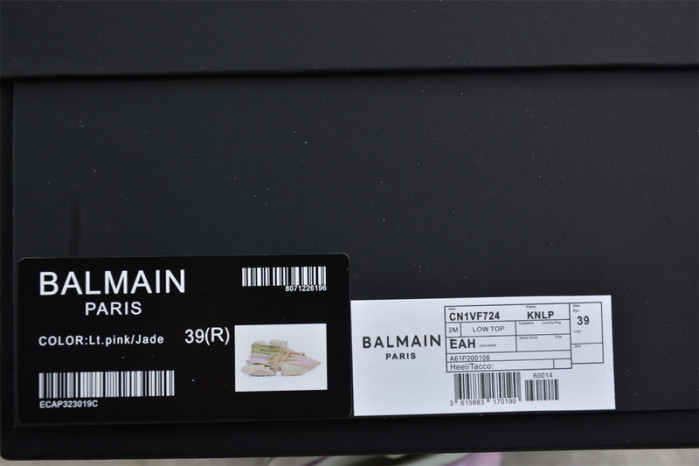 BALMAIN
PARIS
8071226196
COLOR:Lt.pink/Jade 39(R)
ECAP323019C
BALMAIN
PARIS
CN1VF724 KNLP
39
2M LOW TOP
EAH
A61P200106
Heel/Tacco:
60014
3 615883 170190